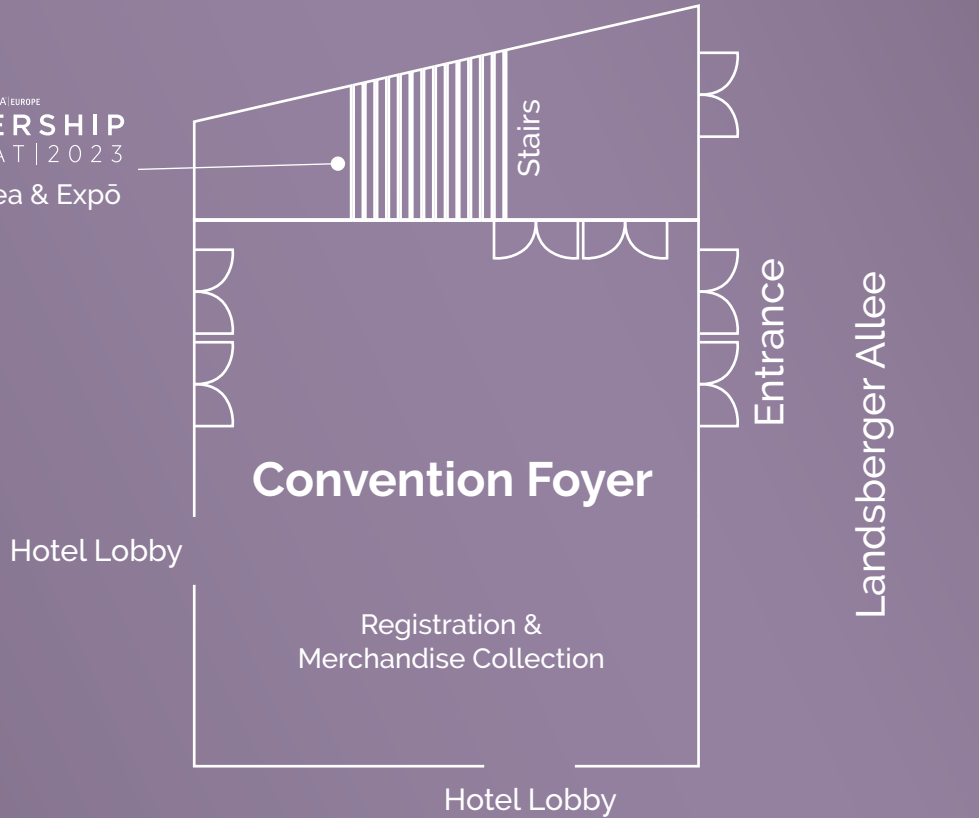 A|EUROPE
ERSHIP
AT|2023
ea & Expō
Stairs
Entrance
Landsberger Allee
Convention Foyer
Hotel Lobby
Registration &
Merchandise Collection
Hotel Lobby